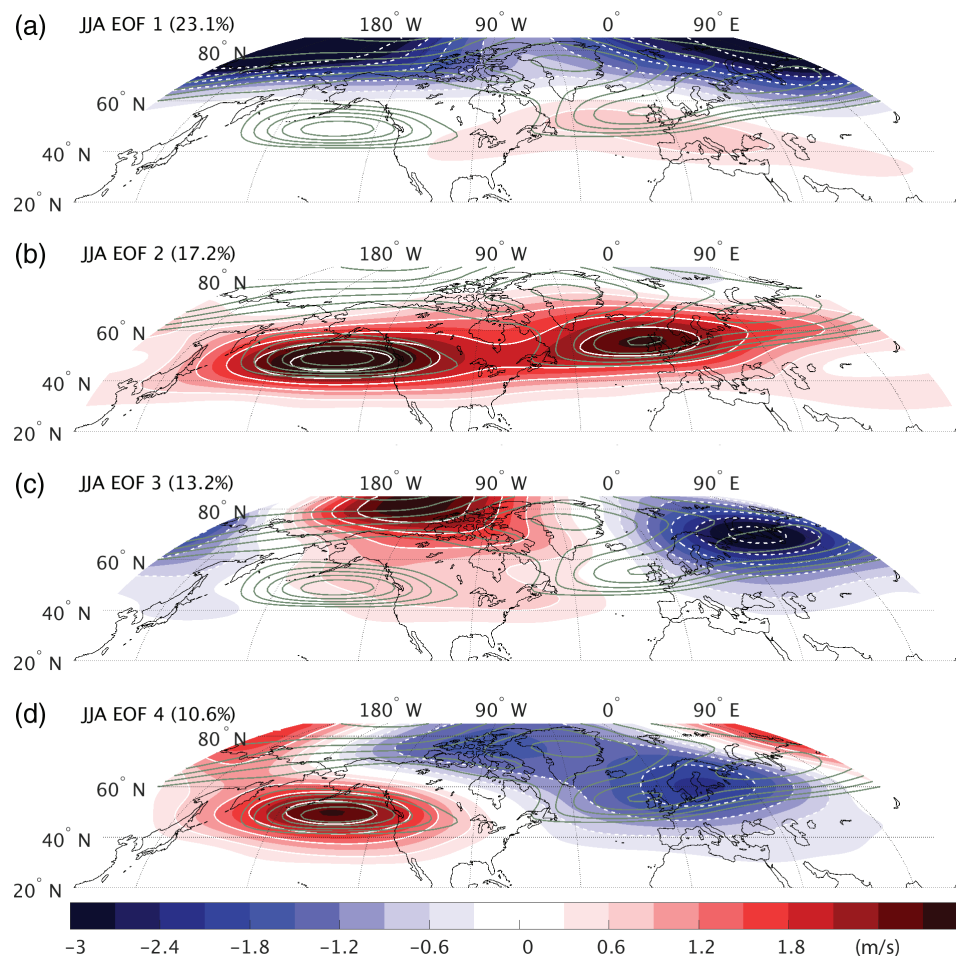 (a) JJA EOF 1 (23.1%)
180° W 90° W 0° 90° E
80° N
60° N
40° N
20° N
(b) JJA EOF 2 (17.2%)
180° W 90° W 0° 90° E
80° N
60° N
40° N
20° N
(c) JJA EOF 3 (13.2%)
180° W 90° W 0° 90° E
80° N
60° N
40° N
20° N
(d) JJA EOF 4 (10.6%)
180° W 90° W 0° 90° E
80° N
60° N
40° N
20° N
-3 -2.4 -1.8 -1.2 -0.6 0 0.6 1.2 1.8 (m/s)